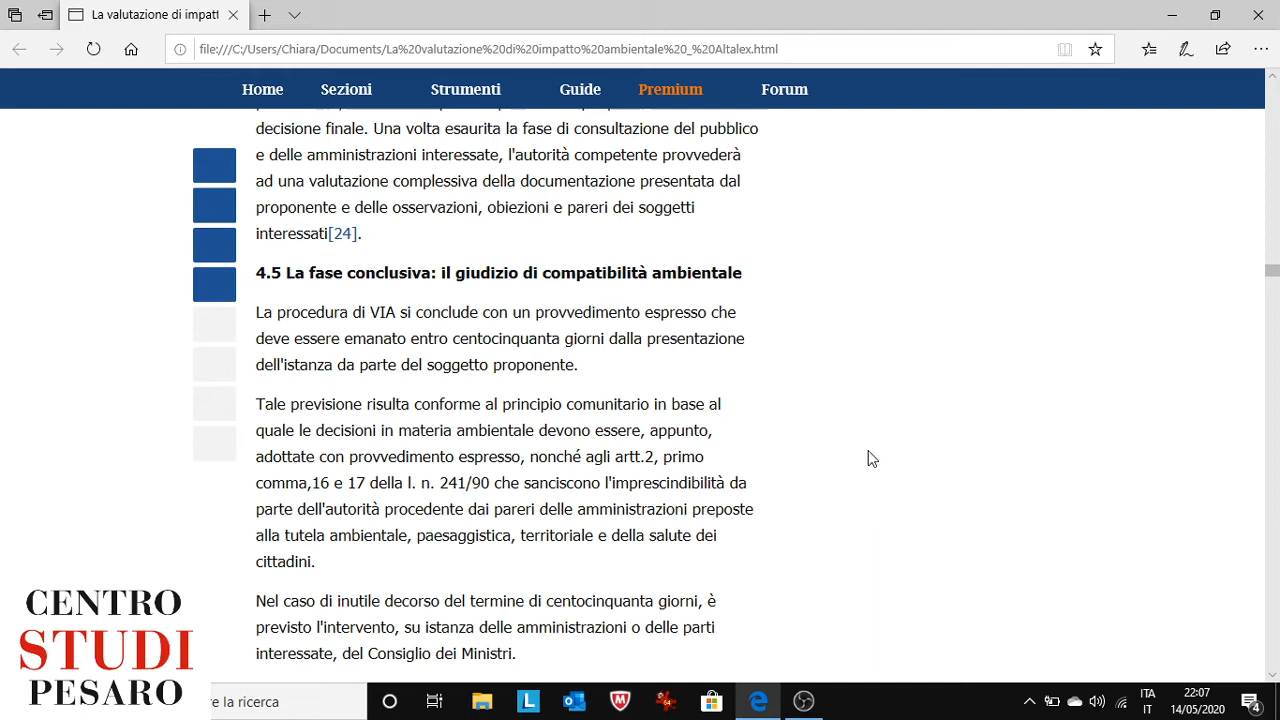 La valutazione di impatt
file:///C:/Users/Chiara/Documents/La%20valutazione%20di%20impatto%20ambientale%20_%20Altalex.html
Home Sezioni Strumenti Guide Premium Forum
decisione finale. Una volta esaurita la fase di consultazione del pubblico
e delle amministrazioni interessate, l'autorità competente provvederà
ad una valutazione complessiva della documentazione presentata dal
proponente e delle osservazioni, obiezioni e pareri dei soggetti
interessati[24].
4.5 La fase conclusiva: il giudizio di compatibilità ambientale
La procedura di VIA si conclude con un provvedimento espresso che
deve essere emanato entro centocinquanta giorni dalla presentazione
dell'istanza da parte del soggetto proponente.
Tale previsione risulta conforme al principio comunitario in base al
quale le decisioni in materia ambientale devono essere, appunto,
adottate con provvedimento espresso, nonché agli artt.2, primo
comma,16 e 17 della l. n. 241/90 che sanciscono l'imprescindibilità da
parte dell'autorità procedente dai pareri delle amministrazioni preposte
alla tutela ambientale, paesaggistica, territoriale e della salute dei
cittadini.
Nel caso di inutile decorso del termine di centocinquanta giorni, è
previsto l'intervento, su istanza delle amministrazioni o delle parti
interessate, del Consiglio dei Ministri.
CENTRO
STUDI
PESARO
re la ricerca
L
64
ITA
IT
22:07
14/05/2020
4